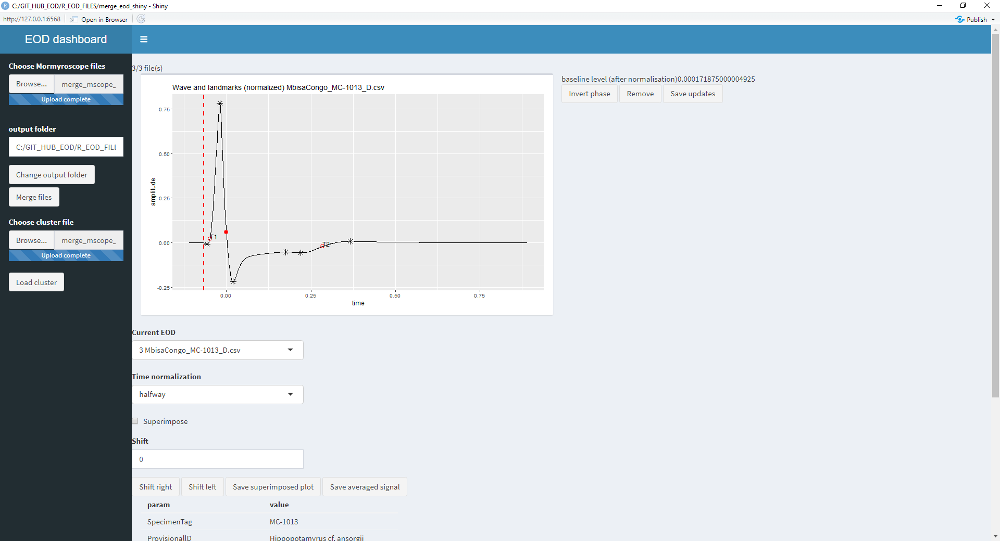 C:/GIT_HUB_EOD/R_EOD_FILES/merge_eod_shiny - Shiny
http://127.0.0.1:6568 Open in Browser Publish
EOD dashboard
Choose Mormyroscope files
Browse... merge_mscope_
Upload complete
output folder
C:/GIT_HUB_EOD/R_EOD_FILI
Change output folder
Merge files
Choose cluster file
Browse... merge_mscope_
Upload complete
Load cluster
3/3 file(s)
Wave and landmarks (normalized) MbisaCongo_MC-1013_D.csv
0.75
0.50
0.25
0.00
-0.25
amplitude
T1
T2
0.00 0.25 0.50 0.75
time
baseline level (after normalisation)0.000171875000004925
Invert phase Remove Save updates
Current EOD
3 MbisaCongo_MC-1013_D.csv
Time normalization
halfway
Superimpose
Shift
0
Shift right Shift left Save superimposed plot Save averaged signal
param value
SpecimenTag MC-1013
ProvisionalID Hippopotamyrus cf. ansorgii